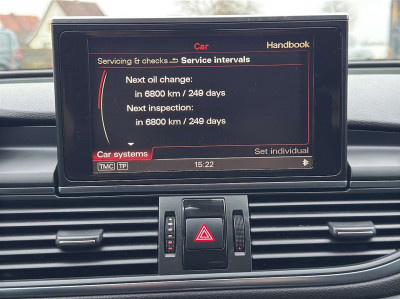 Car Handbook
Servicing & checks Service intervals
Next oil change:
in 6800 km / 249 days
Next inspection:
in 6800 km / 249 days
Car systems Set individual
TMC TP 15:22